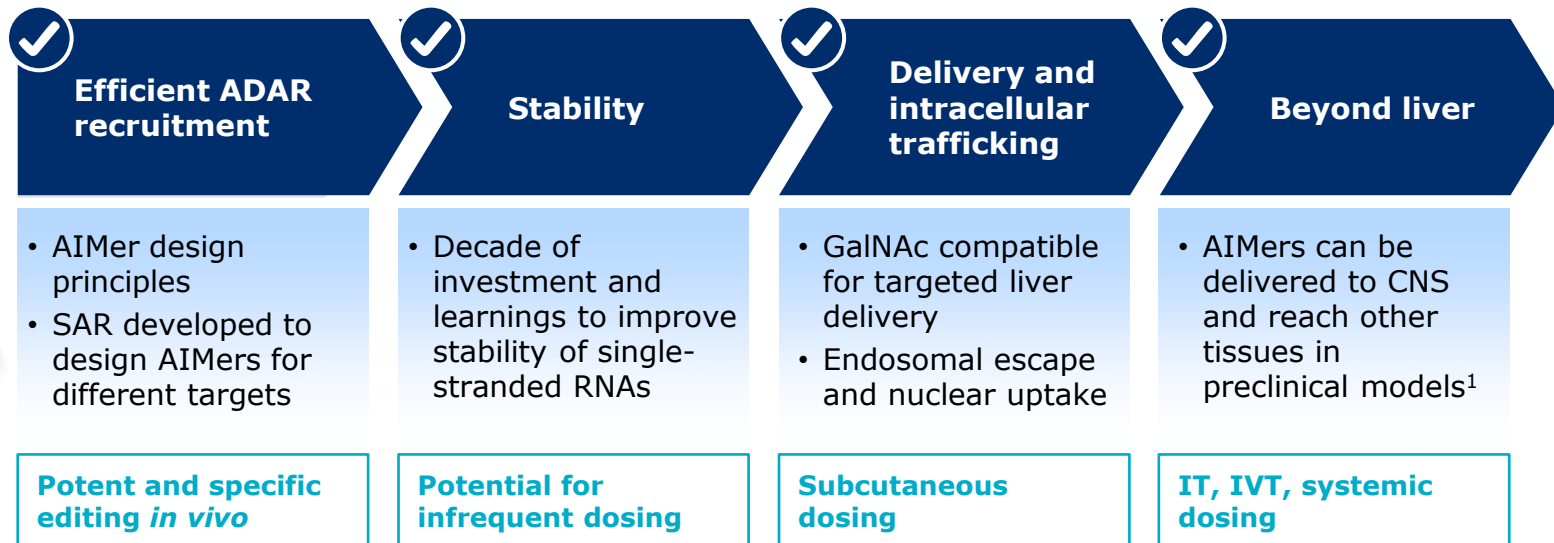 Efficient ADAR
recruitment
• AIMer design
principles
• SAR developed to
design AIMers for
different targets
Potent and specific
editing in vivo
Stability
• Decade of
investment and
learnings to improve
stability of single-
stranded RNAs
Potential for
infrequent dosing
Delivery and
intracellular
trafficking
• GalNAc compatible
for targeted liver
delivery
• Endosomal escape
and nuclear uptake
Subcutaneous
dosing
Beyond liver
• AIMers can be
delivered to CNS
and reach other
tissues in
preclinical models¹
IT, IVT, systemic
dosing